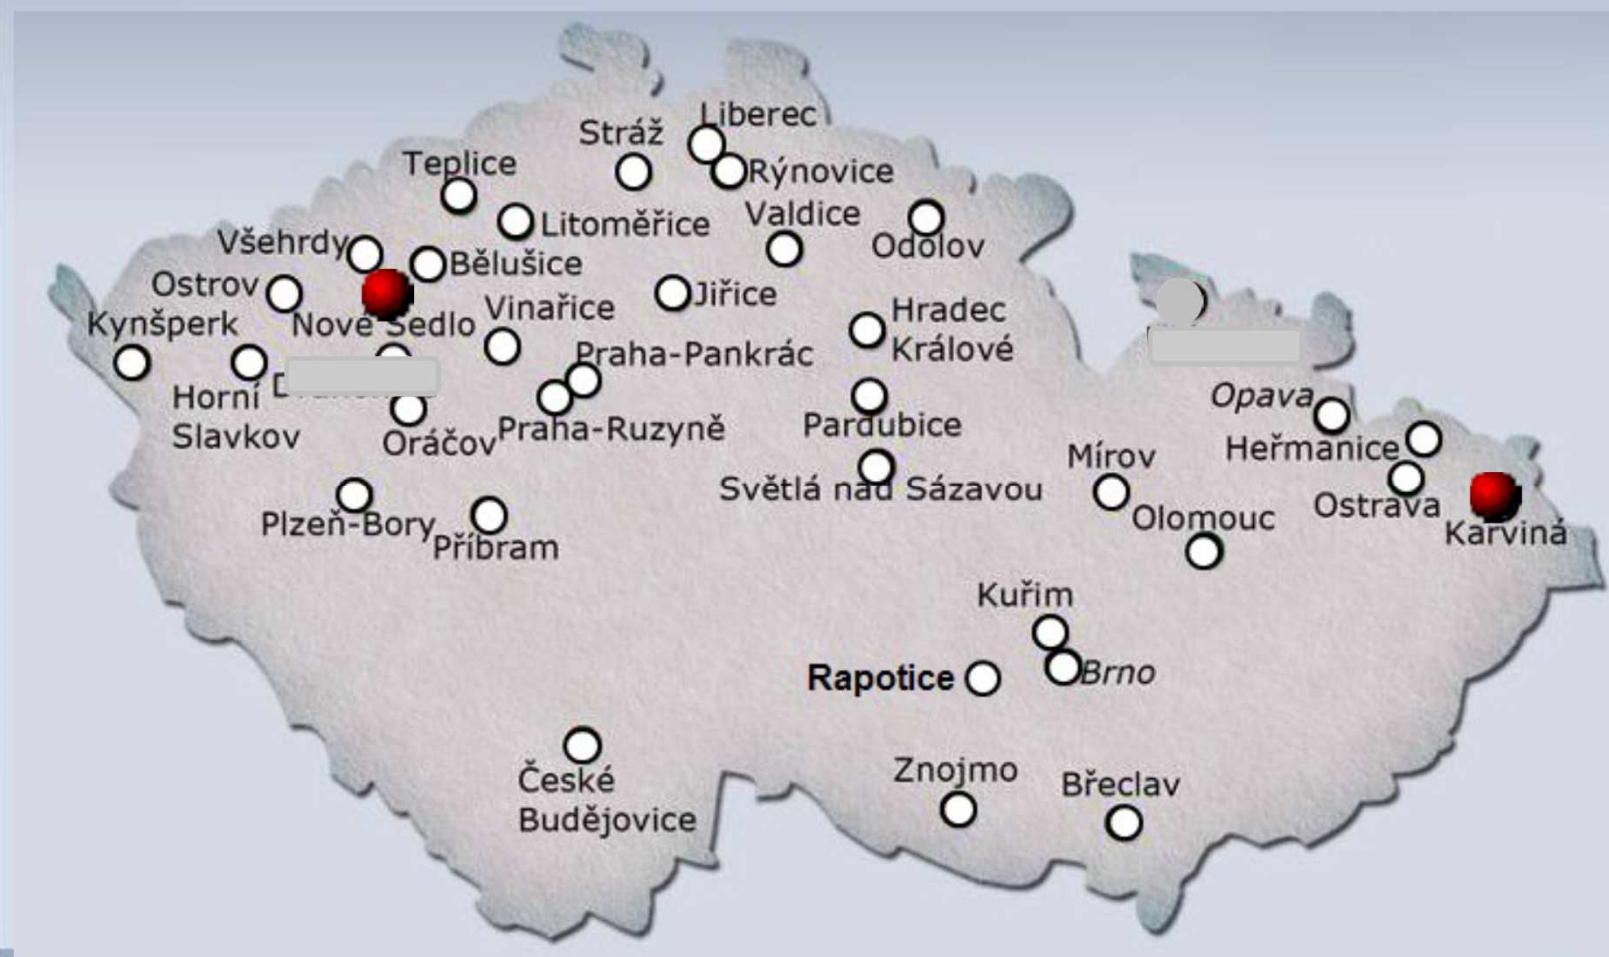 Liberec
Stráž
Teplice
Rýnovice
Valdice
Litoměřice
Všehrdy
Odolov
Bělušice
Ostrov
Jiřice
Vinařice
Hradec
Králové
Kynšperk
Nové Sedlo
Praha-Pankrác
Horní
Slavkov
Opava
Pardubice
Praha-Ruzyně
Oráčov
Heřmanice
Mírov
Světlá nad Sázavou
Ostrava
Olomouc
Plzeň-Bory
Karviná
Příbram
Kuřim
Brno
Rapotice
Znojmo
České
Budějovice
Břeclav